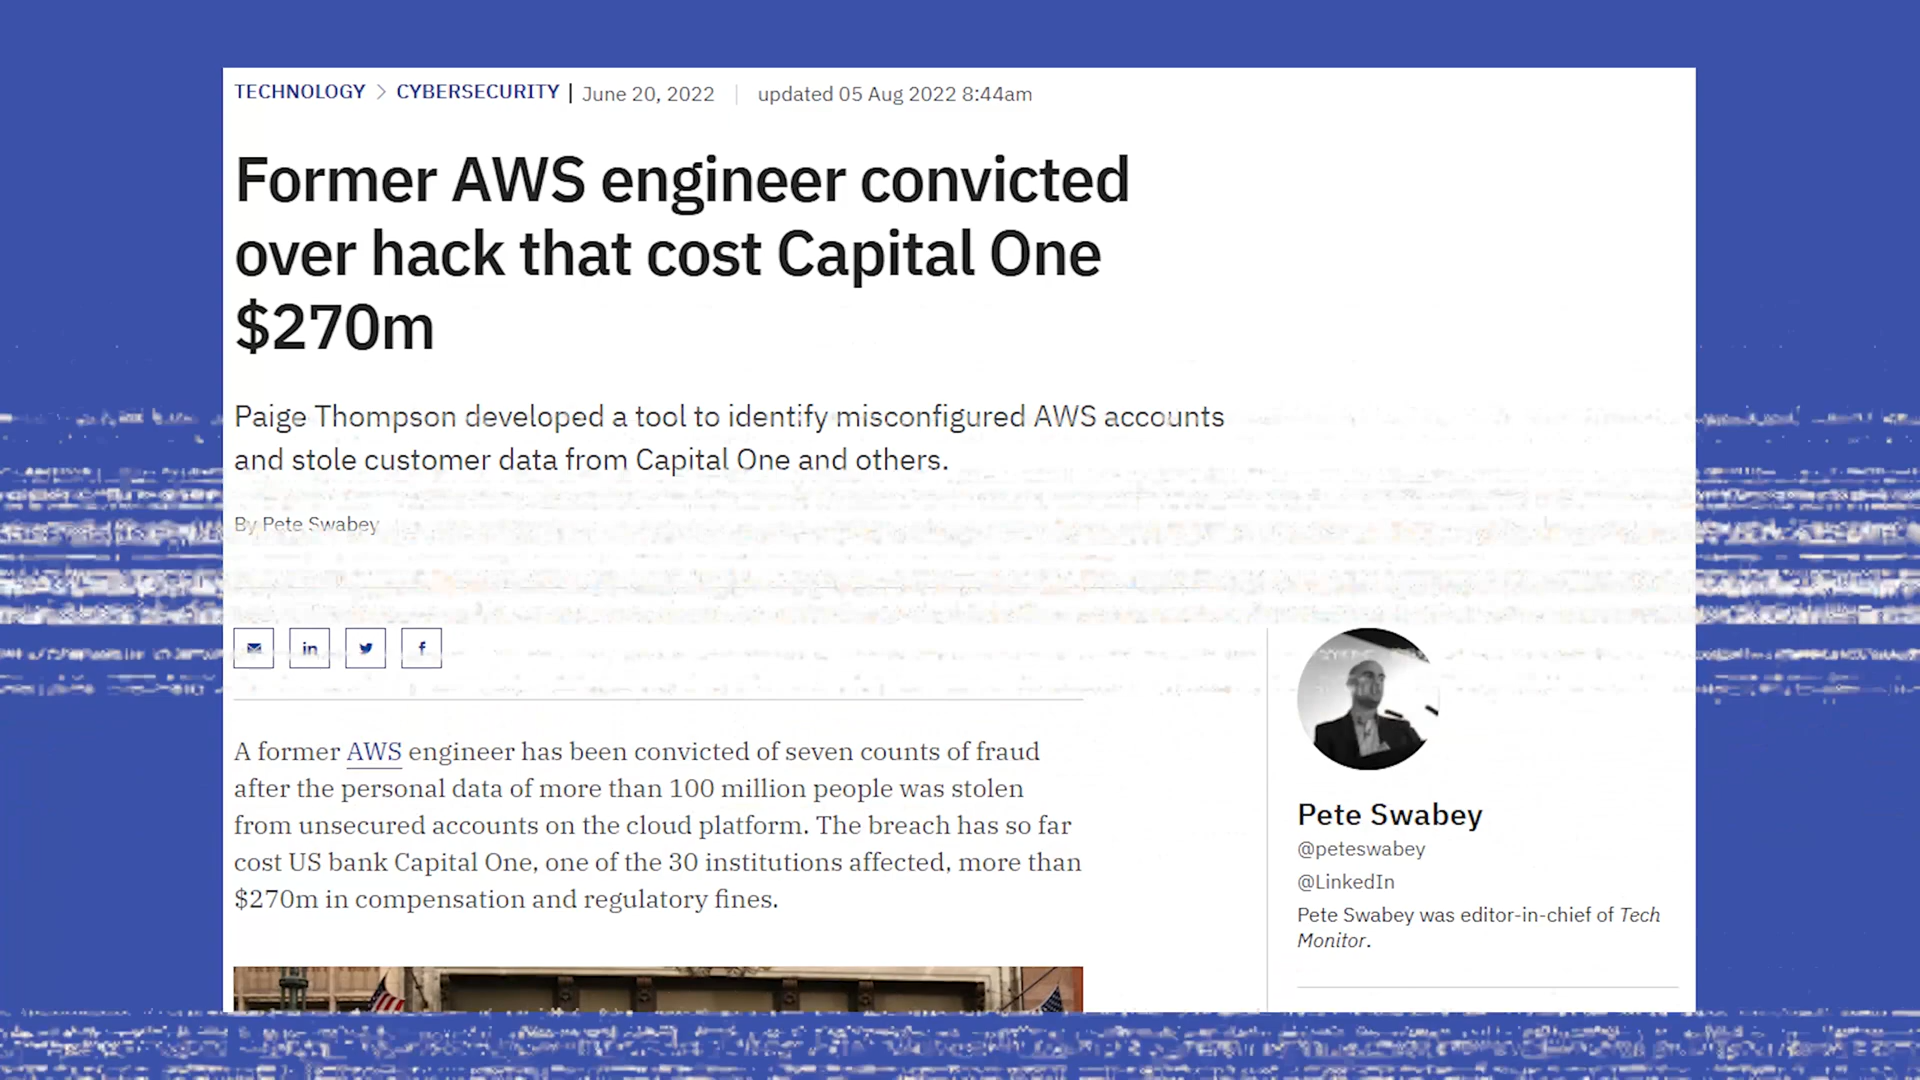 TECHNOLOGY > CYBERSECURITY | June 20, 2022 | updated 05 Aug 2022 8:44am
Former AWS engineer convicted
over hack that cost Capital One
$270m
Paige Thompson developed a tool to identify misconfigured AWS accounts
and stole customer data from Capital One and others.
By Pete Swabey
in
f
A former AWS engineer has been convicted of seven counts of fraud
after the personal data of more than 100 million people was stolen
from unsecured accounts on the cloud platform. The breach has so far
cost US bank Capital One, one of the 30 institutions affected, more than
$270m in compensation and regulatory fines.
Pete Swabey
@peteswabey
@LinkedIn
Pete Swabey was editor-in-chief of Tech
Monitor.